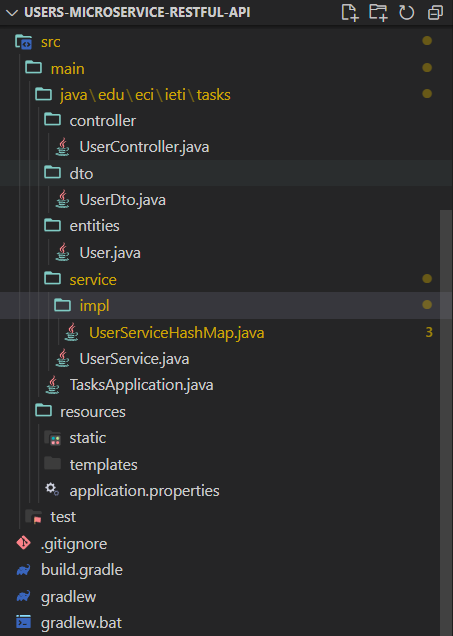 USERS-MICROSERVICE-RESTFUL-API
src
main
java\edu\eci\ieti\tasks
controller
UserController.java
dto
UserDto.java
entities
User.java
service
impl
UserServiceHashMap.java 3
UserService.java
TasksApplication.java
resources
static
templates
application.properties
test
.gitignore
build.gradle
gradlew
gradlew.bat